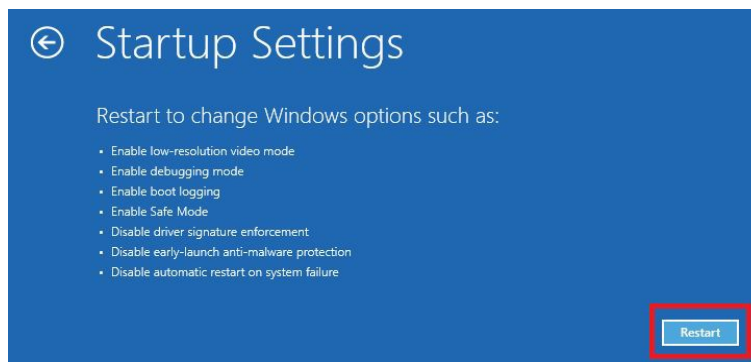 Startup Settings
Restart to change Windows options such as:
• Enable low-resolution video mode
• Enable debugging mode
• Enable boot logging
• Enable Safe Mode
• Disable driver signature enforcement
• Disable early-launch anti-malware protection
• Disable automatic restart on system failure
Restart